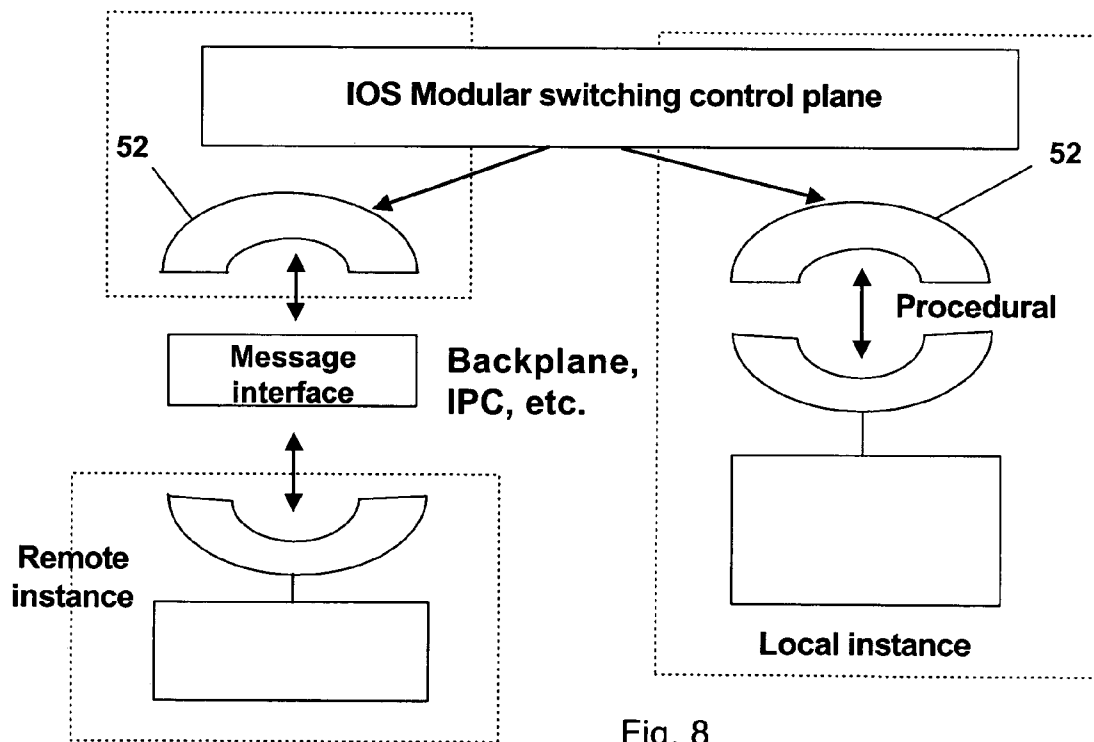 IOS Modular switching control plane
52
52
Procedural
Message
interface
Backplane,
IPC, etc.
Remote
instance
Local instance
Fig. 8